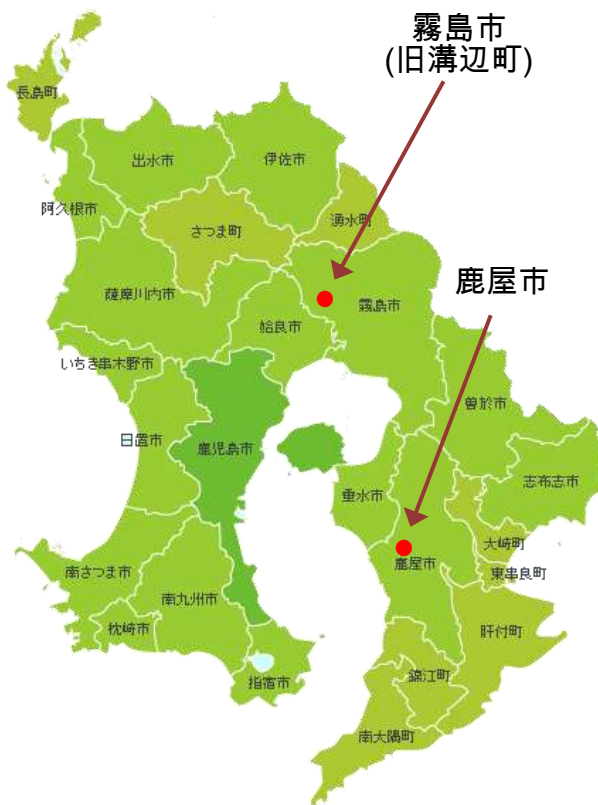 霧島市
(旧溝辺町)
長島町
出水市
伊佐市
阿久根市
さつま町
湧水町
薩摩川内市
霧島市
鹿屋市
姶良市
いちき串木野市
曽於市
日置市
鹿児島市
志布志市
垂水市
大崎町
鹿屋市
東串良町
南さつま市
南九州市
枕崎市
肝付町
錦江町
指宿市
南大隅町